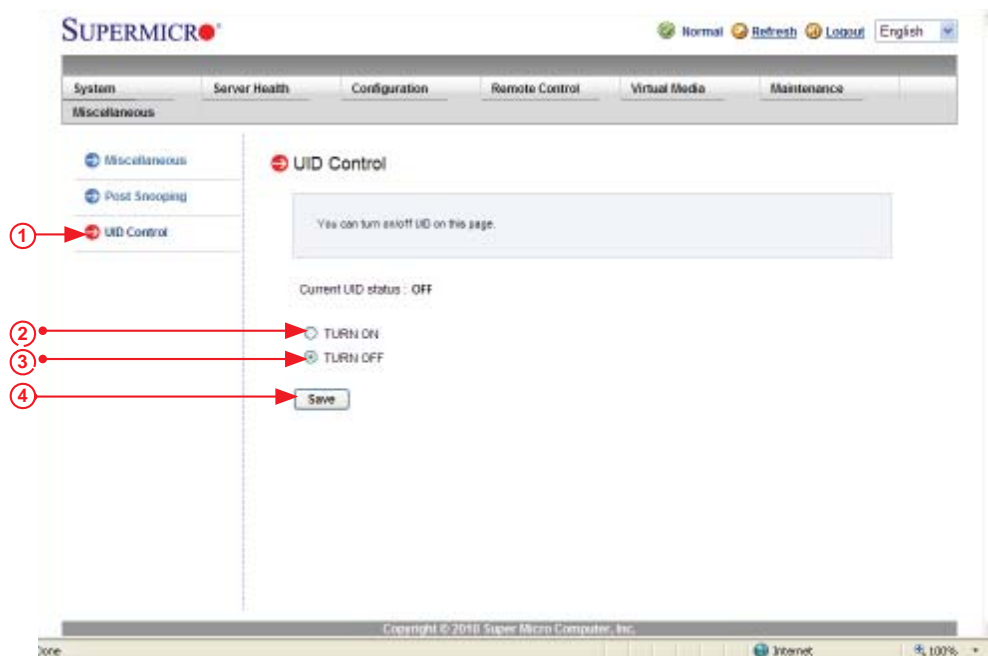 SUPERMICRO
Normal Refresh Logout English
System Server Health Configuration Remote Control Virtual Media Maintenance
Miscellaneous
Miscellaneous
Post Snooping
1 UID Control
UID Control
You can turn on/off UID on this page.
Current UID status : OFF
2 TURN ON
3 TURN OFF
4 Save
Copyright © 2010 Super Micro Computer, Inc.
Done Internet 100%